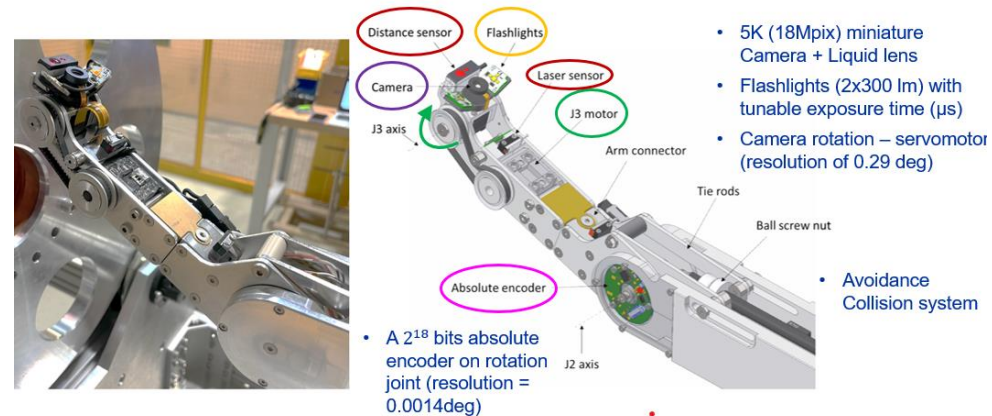 Distance sensor
Flashlights
Camera
Laser sensor
J3 axis
J3 motor
Arm connector
Tie rods
Ball screw nut
Absolute encoder
J2 axis
• 5K (18Mpix) miniature
Camera + Liquid lens
• Flashlights (2x300 lm) with
tunable exposure time (µs)
• Camera rotation – servomotor
(resolution of 0.29 deg)
• Avoidance
Collision system
• A 2¹⁸ bits absolute
encoder on rotation
joint (resolution =
0.0014deg)